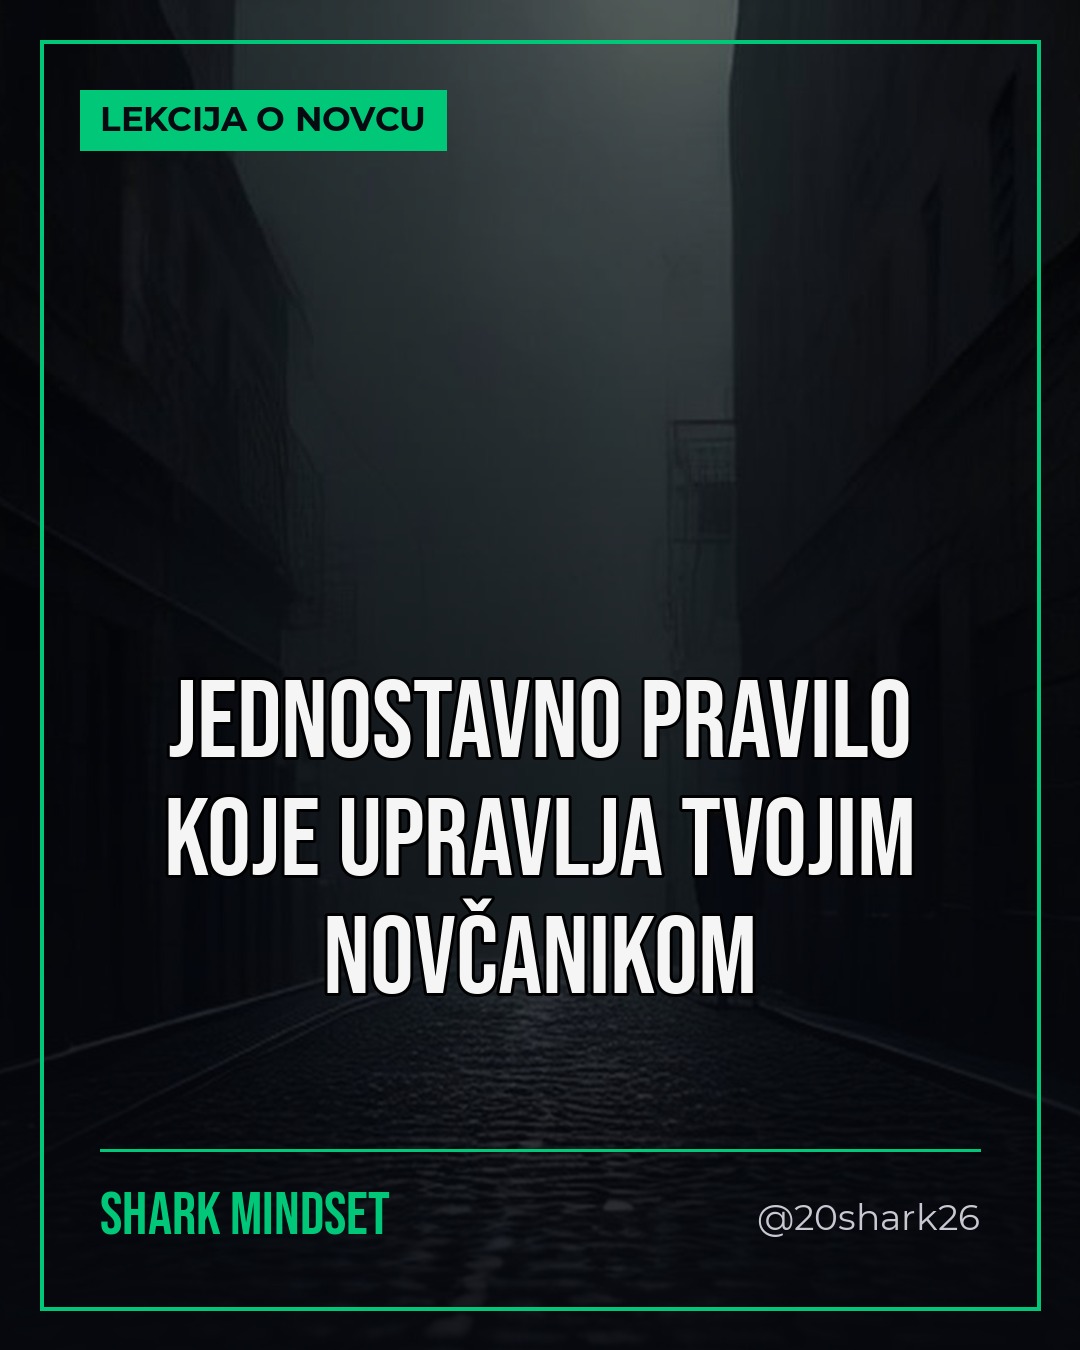 LEKCIJA O NOVCU
JEDNOSTAVNO PRAVILO
KOJE UPRAVLJA TVOJIM
NOVČANIKOM
SHARK MINDSET
@20shark26